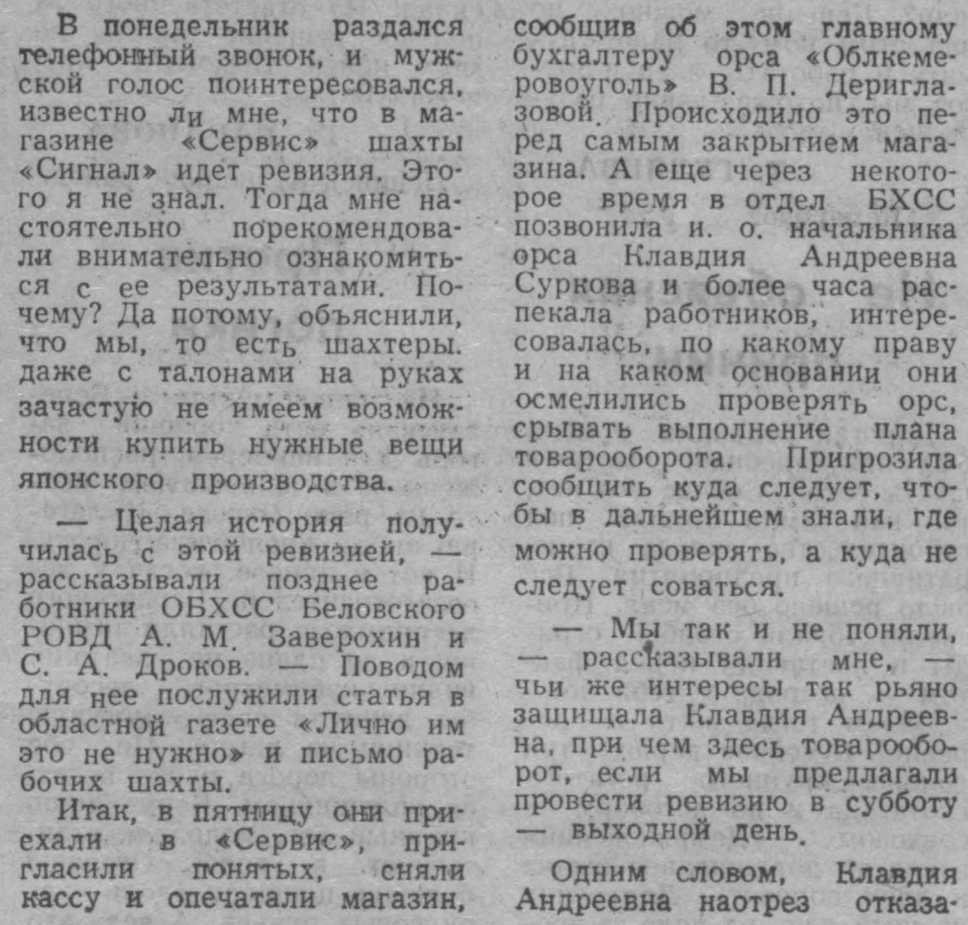 В понедельник раздался
телефонный звонок, и муж-
ской голос поинтересовался,
известно ли мне, что в ма-
газине «Сервис» шахты
«Сигнал» идет ревизия. Это-
го я не знал. Тогда мне на-
стоятельно порекомендова-
ли внимательно ознакомить-
ся с ее результатами. По-
чему? Да потому, объяснили,
что мы, то есть шахтеры.
даже с талонами на руках
зачастую не имеем возмож-
ности купить нужные вещи
японского производства.
— Целая история полу-
чилась с этой ревизией, —
рассказывали позднее ра-
ботники ОБХСС Беловского
РОВД А. М. Заверохин и
С. А. Дроков. — Поводом
для нее послужили статья в
областной газете «Лично им
это не нужно» и письмо ра-
бочих шахты.
Итак, в пятницу они при-
ехали в «Сервис», при-
гласили понятых, сняли
кассу и опечатали магазин,
сообщив об этом главному
бухгалтеру орса «Облкеме-
ровоуголь» В. П. Деригла-
зовой. Происходило это пе-
ред самым закрытием мага-
зина. А еще через некото-
рое время в отдел БХСС
позвонила и. о. начальника
орса Клавдия Андреевна
Суркова и более часа рас-
пекала работников, интере-
совалась, по какому праву
и на каком основании они
осмелились проверять орс,
срывать выполнение плана
товарооборота. Пригрозила
сообщить куда следует, что-
бы в дальнейшем знали, где
можно проверять, а куда не
следует соваться.
— Мы так и не поняли,
— рассказывали мне, —
чьи же интересы так рьяно
защищала Клавдия Андреев-
на, при чем здесь товарообо-
рот, если мы предлагали
провести ревизию в субботу
— выходной день.
Одним словом, Клавдия
Андреевна наотрез отказа-